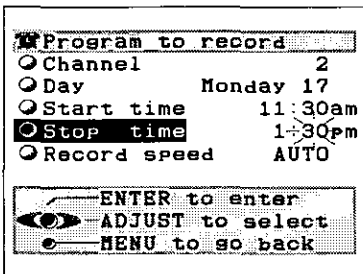 Program to record
Channel 2
Day Monday 17
Start time 11:30am
Stop time 1:30pm
Record speed AUTO
ENTER to enter
ADJUST to select
MENU to go back